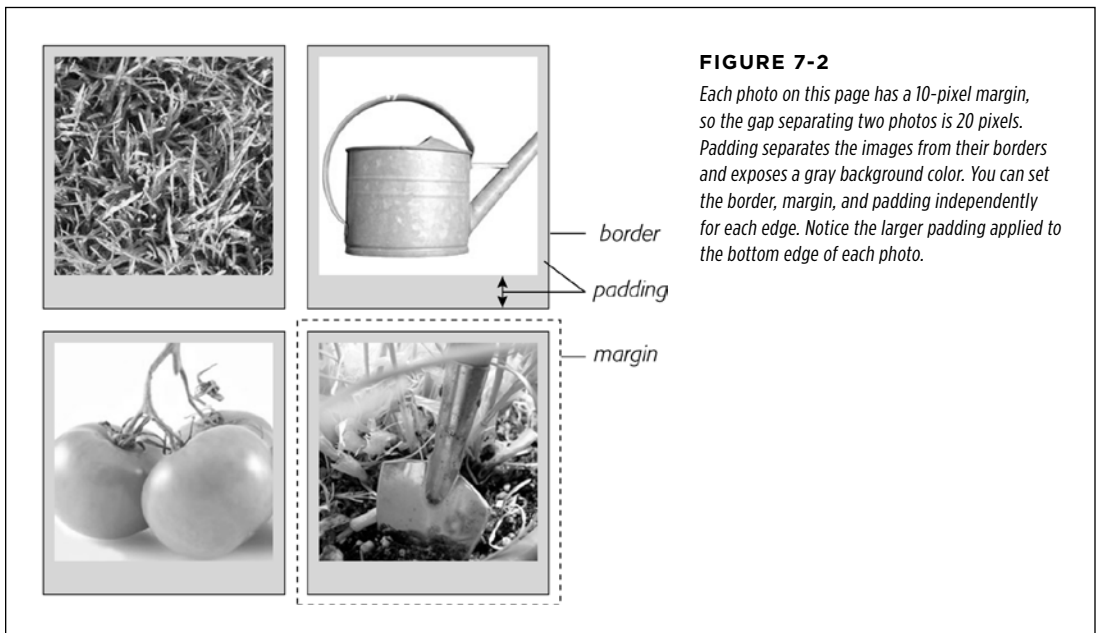 FIGURE 7-2
Each photo on this page has a 10-pixel margin,
so the gap separating two photos is 20 pixels.
Padding separates the images from their borders
and exposes a gray background color. You can set
the border, margin, and padding independently
for each edge. Notice the larger padding applied to
the bottom edge of each photo.
border
padding
margin